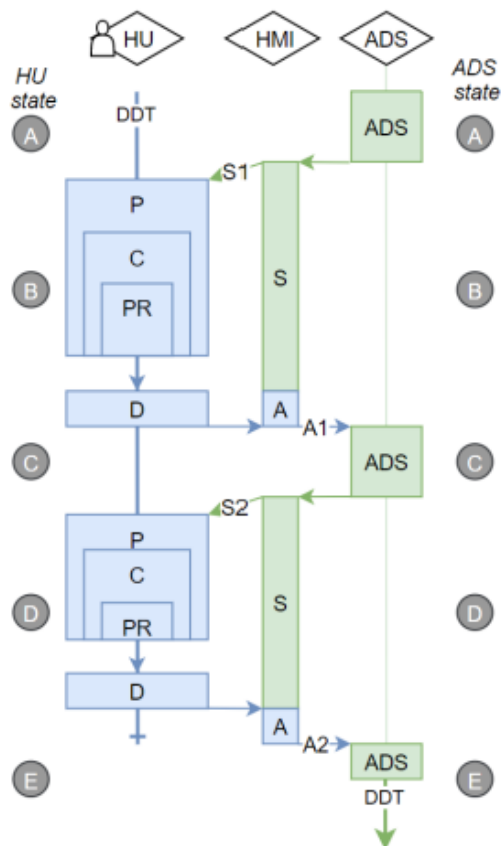 HU HMI ADS
HU state
ADS state
DDT
A ADS A
S1
P
C
B S B
PR
D A
A1
C ADS C
S2
P
C
D S D
PR
D
A
A2
ADS
E E
DDT